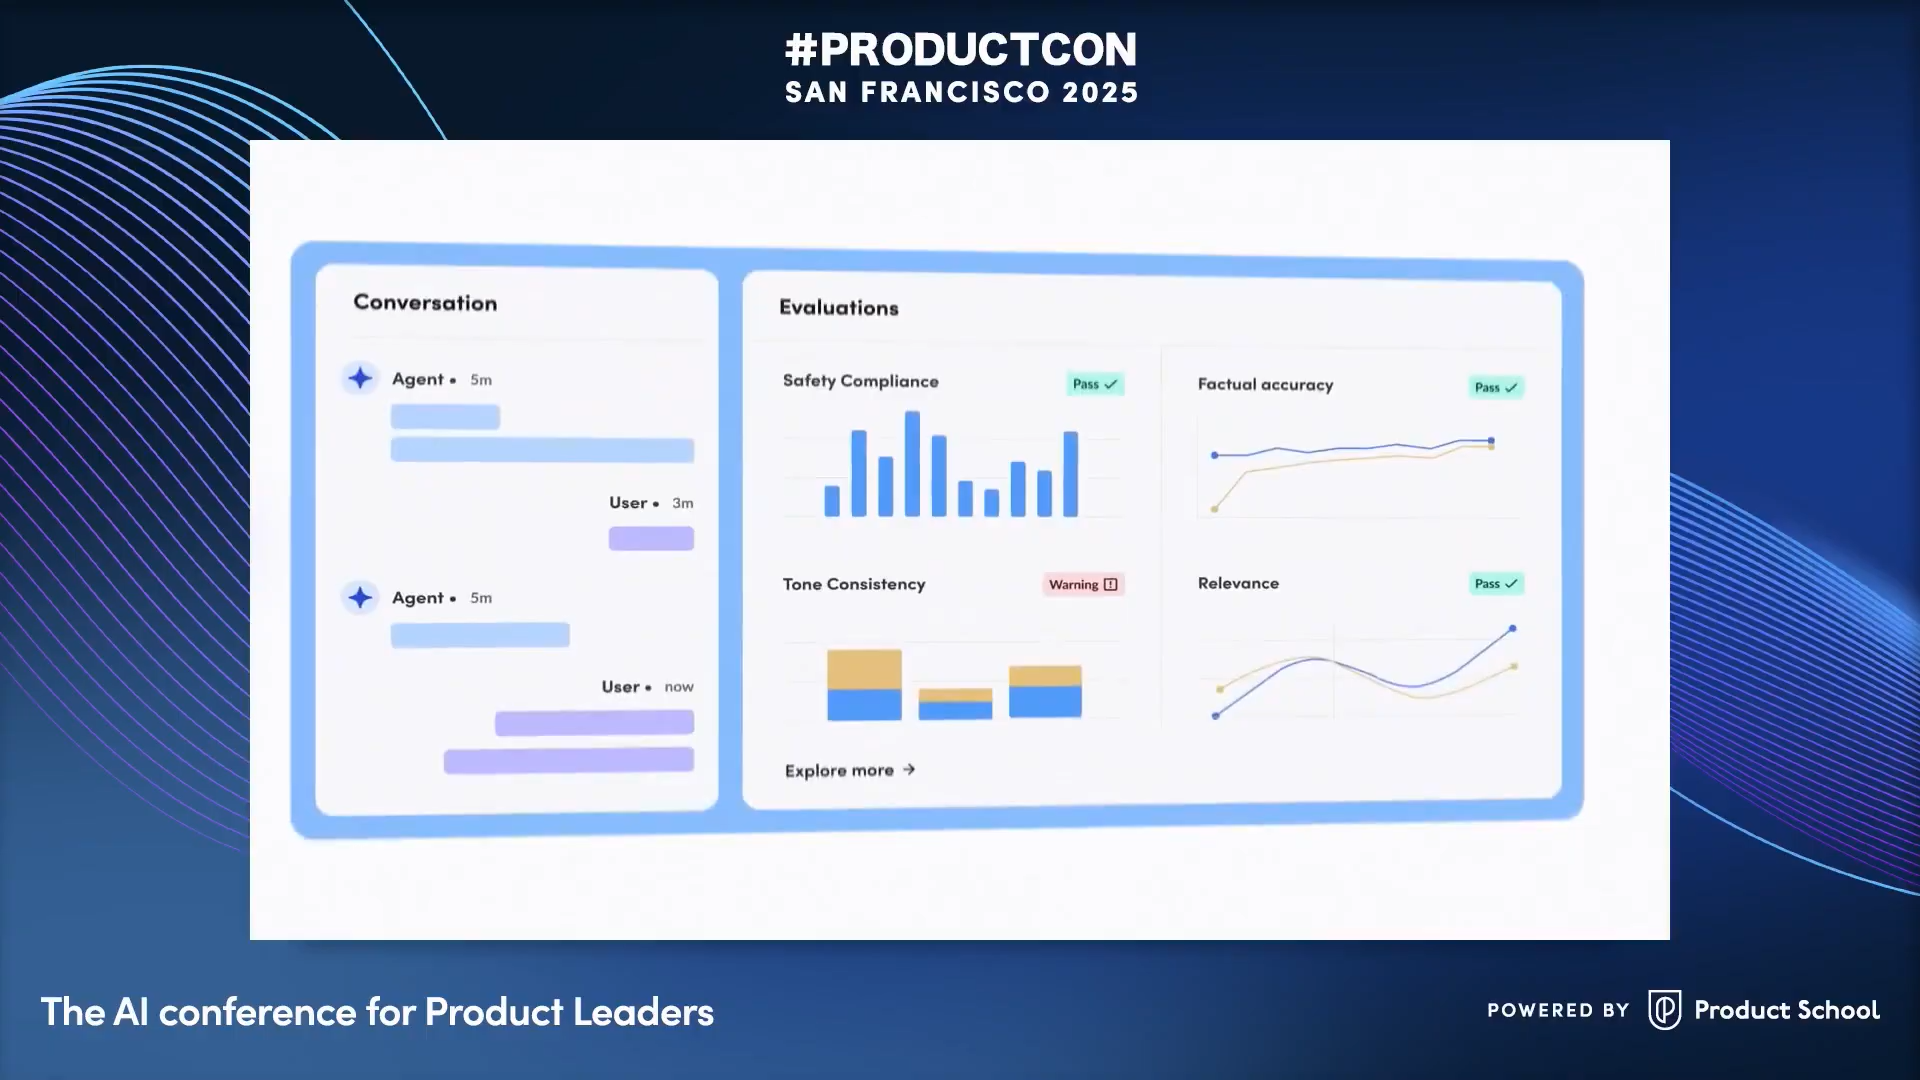 #PRODUCTCON
SAN FRANCISCO 2025
Conversation
Agent • 5m
User • 3m
Agent • 5m
User • now
Evaluations
Safety Compliance
Pass ✓
Factual accuracy
Pass ✓
Tone Consistency
Warning
Relevance
Pass ✓
Explore more →
The AI conference for Product Leaders
POWERED BY
Product School